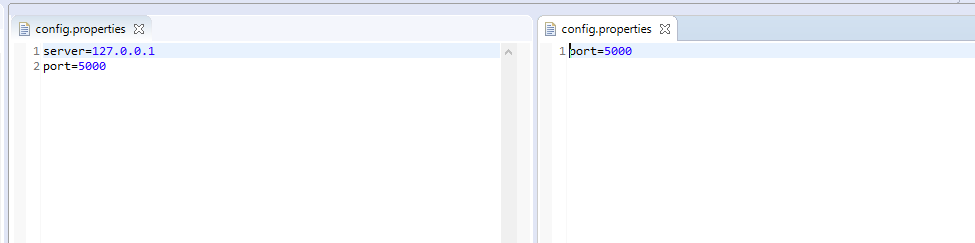 config.properties
1 server=127.0.0.1
2 port=5000
config.properties
1 port=5000